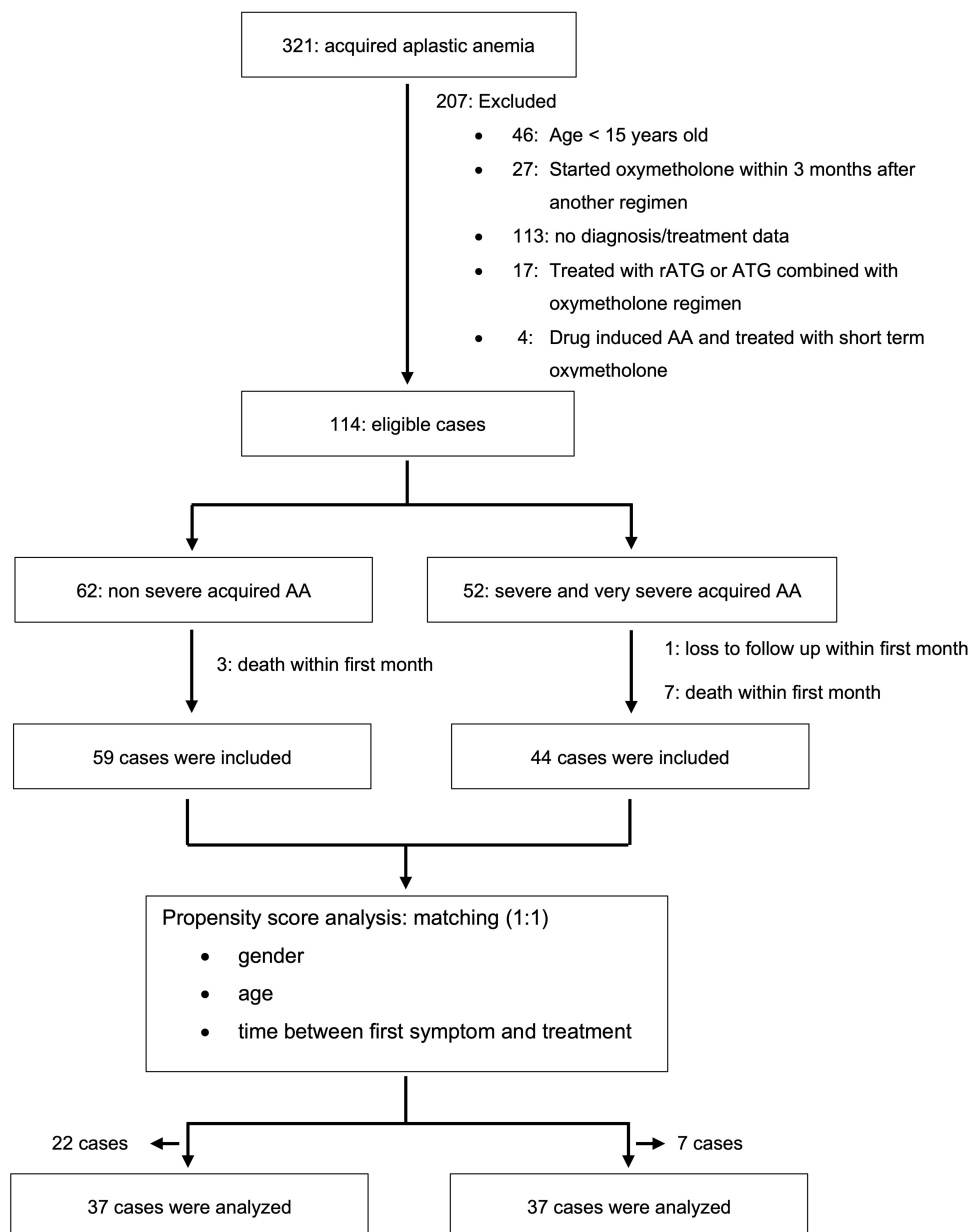 321: acquired aplastic anemia
207: Excluded
• 46: Age < 15 years old
• 27: Started oxymetholone within 3 months after
another regimen
• 113: no diagnosis/treatment data
• 17: Treated with rATG or ATG combined with
oxymetholone regimen
• 4: Drug induced AA and treated with short term
oxymetholone
114: eligible cases
62: non severe acquired AA
52: severe and very severe acquired AA
3: death within first month
1: loss to follow up within first month
7: death within first month
59 cases were included
44 cases were included
Propensity score analysis: matching (1:1)
• gender
• age
• time between first symptom and treatment
22 cases
7 cases
37 cases were analyzed
37 cases were analyzed